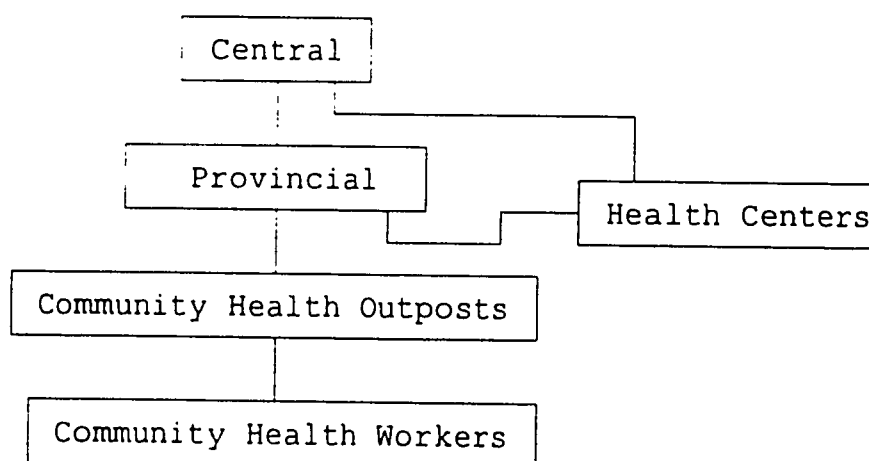 Central
Provincial
Health Centers
Community Health Outposts
Community Health Workers